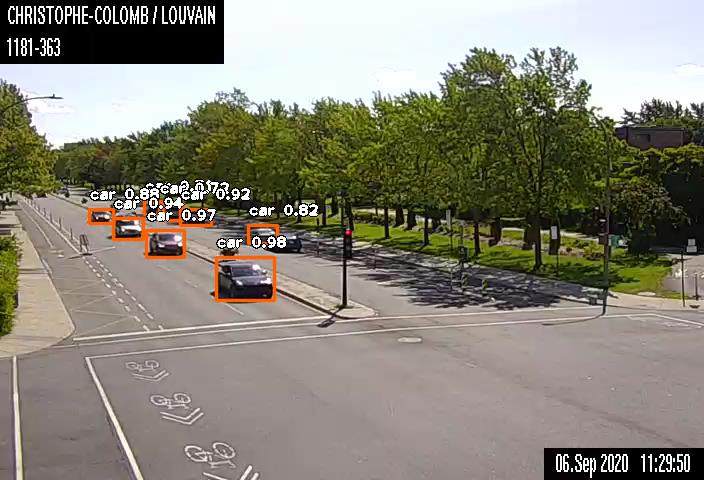 CHRISTOPHE-COLOMB / LOUVAIN
1181-363
car 0.92
car 0.94
car 0.82
car 0.97
car 0.98
06.Sep 2020 11:29:50